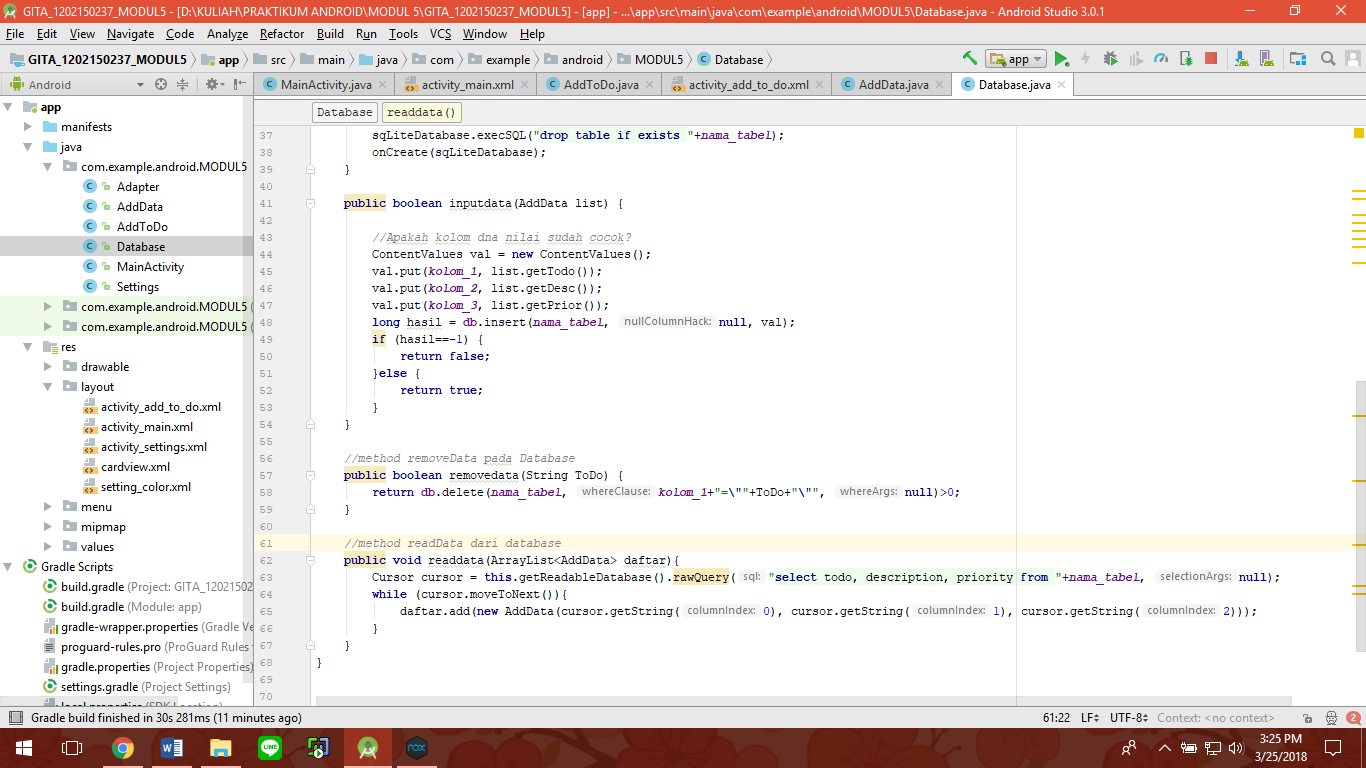 GITA_1202150237_MODUL5 - [D:\KULIAH\PRAKTIKUM ANDROID\MODUL 5\GITA_1202150237_MODUL5] - [app] - ...\app\src\main\java\com\example\android\MODUL5\Database.java - Android Studio 3.0.1
File Edit View Navigate Code Analyze Refactor Build Run Tools VCS Window Help
GITA_1202150237_MODUL5 app src main java com example android MODUL5 Database app
Android MainActivity.java activity_main.xml AddToDo.java activity_add_to_do.xml AddData.java Database.java
Database readdata()
app
manifests
java
com.example.android.MODUL5
Adapter
AddData
AddToDo
Database
MainActivity
Settings
com.example.android.MODUL5 (
com.example.android.MODUL5 (
res
drawable
layout
activity_add_to_do.xml
activity_main.xml
activity_settings.xml
cardview.xml
setting_color.xml
menu
mipmap
values
Gradle Scripts
build.gradle (Project: GITA_12021502
build.gradle (Module: app)
gradle-wrapper.properties (Gradle Ve
proguard-rules.pro (ProGuard Rules
gradle.properties (Project Properties)
settings.gradle (Project Settings)
local.properties (SDK Location)
37 sqLiteDatabase.execSQL("drop table if exists "+nama_tabel);
38 onCreate(sqLiteDatabase);
39 }
40
41 public boolean inputdata(AddData list) {
42
43 //Apakah kolom dna nilai sudah cocok?
44 ContentValues val = new ContentValues();
45 val.put(kolom_1, list.getTodo());
46 val.put(kolom_2, list.getDesc());
47 val.put(kolom_3, list.getPrior());
48 long hasil = db.insert(nama_tabel, nullColumnHack: null, val);
49 if (hasil==-1) {
50 return false;
51 }else {
52 return true;
53 }
54 }
55
56 //method removeData pada Database
57 public boolean removedata(String ToDo) {
58 return db.delete(nama_tabel, whereClause: kolom_1+"=\""+ToDo+"\"", whereArgs: null)>0;
59 }
60
61 //method readData dari database
62 public void readdata(ArrayList<AddData> daftar){
63 Cursor cursor = this.getReadableDatabase().rawQuery( sql: "select todo, description, priority from "+nama_tabel, selectionArgs: null);
64 while (cursor.moveToNext()){
65 daftar.add(new AddData(cursor.getString( columnIndex: 0), cursor.getString( columnIndex: 1), cursor.getString( columnIndex: 2)));
66 }
67 }
68 }
69
70
Gradle build finished in 30s 281ms (11 minutes ago) 61:22 LF UTF-8 Context: <no context> 2
nox 3:25 PM
3/25/2018